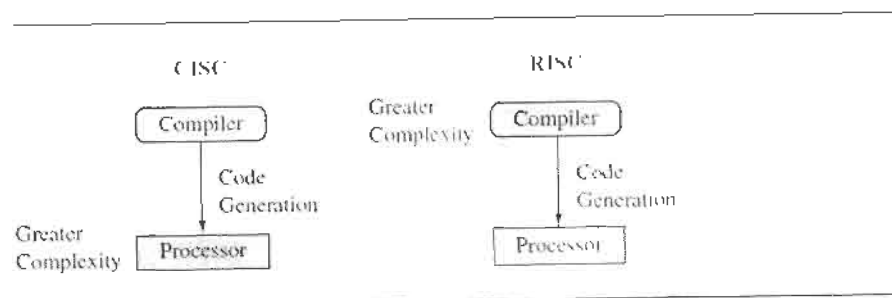 CISC
RISC
Compiler
Greater
Complexity
Compiler
Code
Generation
Code
Generation
Greater
Complexity
Processor
Processor